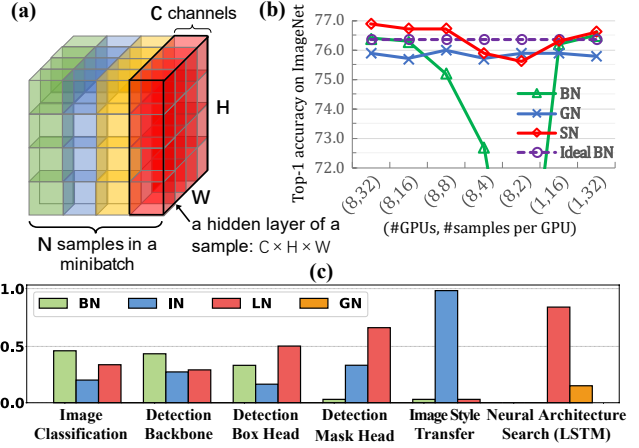 (a)
C channels
H
W
a hidden layer of a
sample: C × H × W
N samples in a
minibatch
(b)
Top-1 accuracy on ImageNet
77.0
76.0
75.0
74.0
73.0
72.0
BN
GN
SN
Ideal BN
(8,32)
(8,16)
(8,8)
(8,4)
(8,2)
(1,16)
(1,32)
(#GPUs, #samples per GPU)
(c)
1.0
0.5
0.0
BN IN LN GN
Image
Classification
Detection
Backbone
Detection
Box Head
Detection
Mask Head
Image Style
Transfer
Neural Architecture
Search (LSTM)